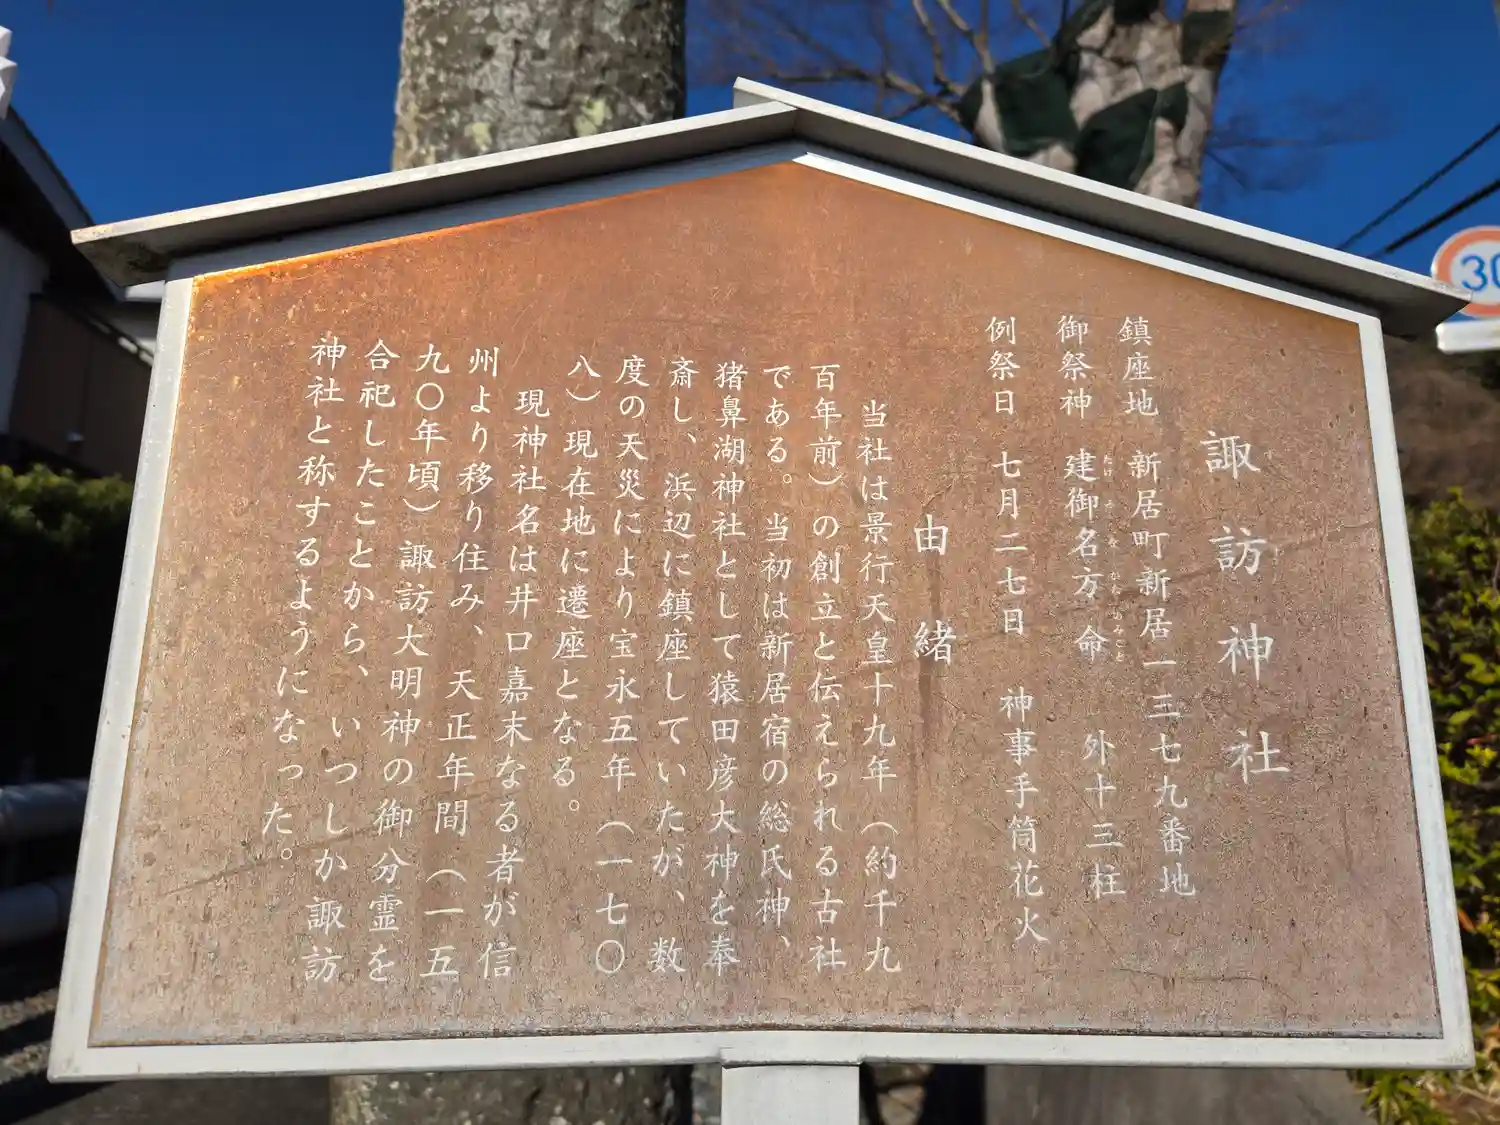 諏訪神社
鎮座地 新居町新居一三七九番地
御祭神 建御名方命 外十三柱
たけみなかたのみこと
例祭日 七月二七日 神事手筒花火
由緒
当社は景行天皇十九年（約千九
百年前）の創立と伝えられる古社
である。当初は新居宿の総氏神、
猪鼻湖神社として猿田彦大神を奉
斎し、浜辺に鎮座していたが、数
度の天災により宝永五年（一七〇
八）現在地に遷座となる。
現神社名は井口嘉末なる者が信
州より移り住み、天正年間（一五
九〇年頃）諏訪大明神の御分霊を
合祀したことから、いつしか諏訪
神社と称するようになった。
30